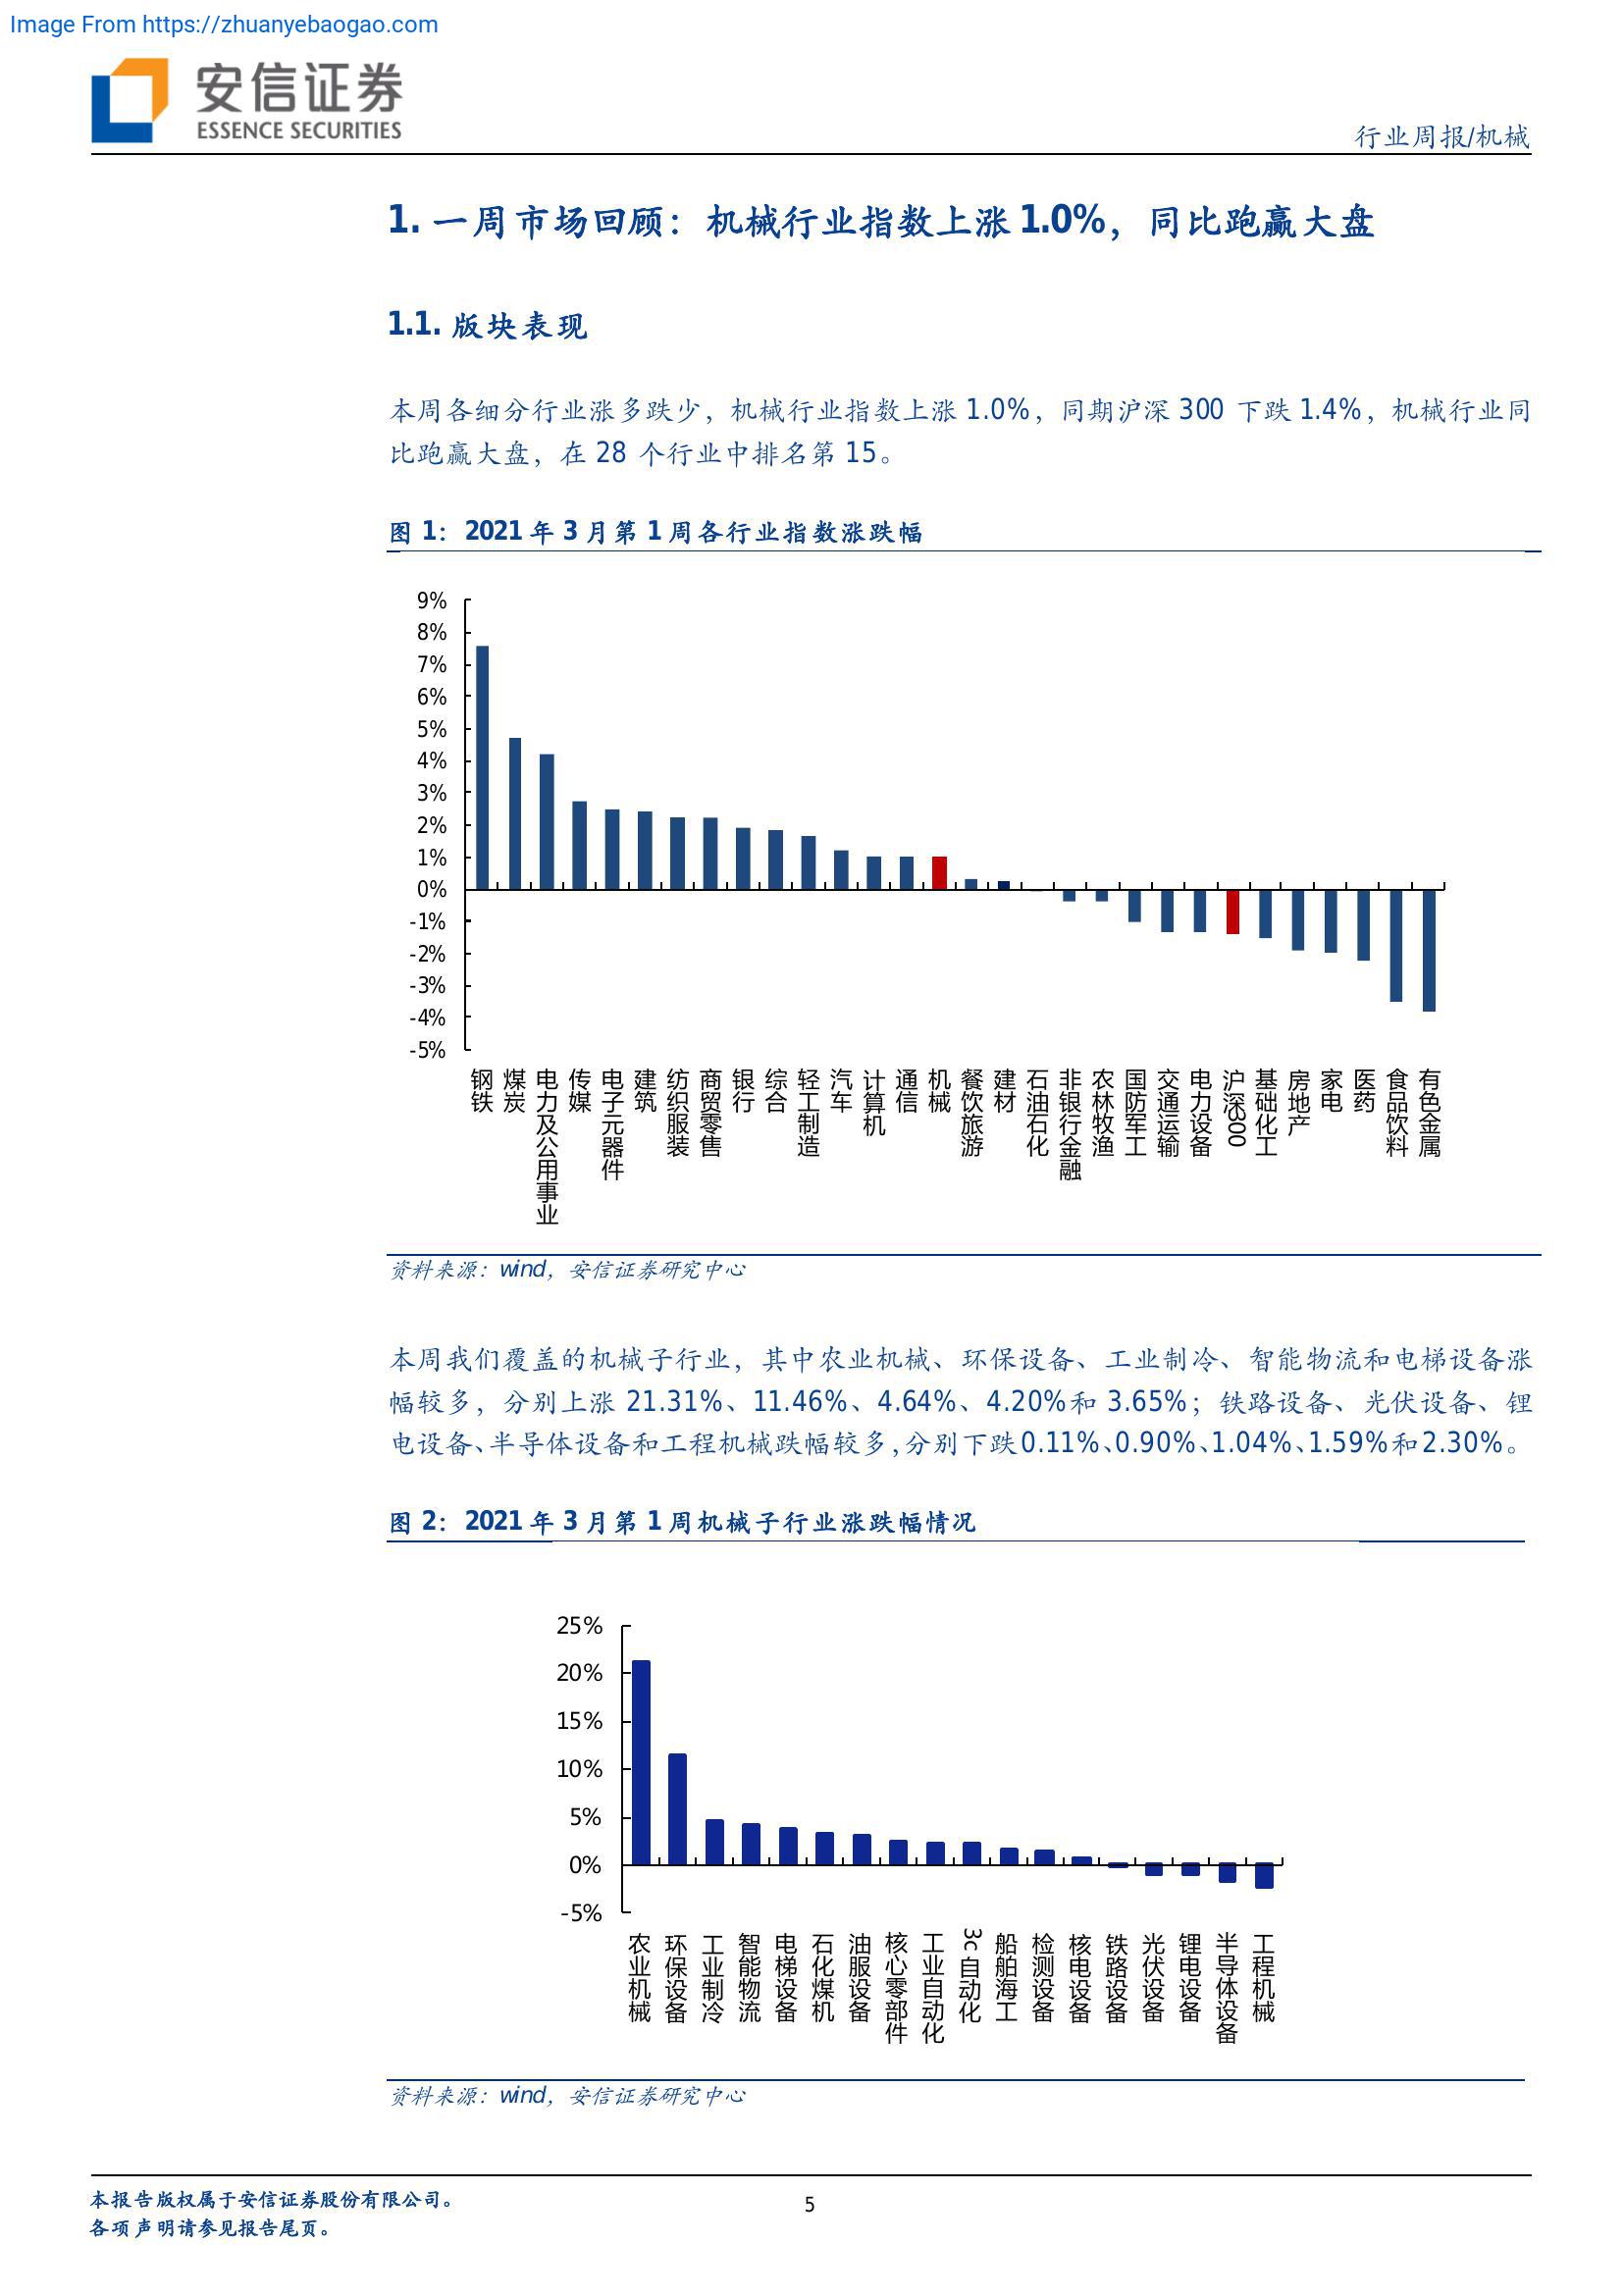 Image From https://zhuanyebaogao.com
安信证券
ESSENCE SECURITIES
行业周报/机械
1. 一周市场回顾：机械行业指数上涨 1.0%，同比跑赢大盘
1.1. 版块表现
本周各细分行业涨多跌少，机械行业指数上涨 1.0%，同期沪深 300 下跌 1.4%，机械行业同
比跑赢大盘，在 28 个行业中排名第 15。
图 1：2021 年 3 月第 1 周各行业指数涨跌幅
9%
8%
7%
6%
5%
4%
3%
2%
1%
0%
-1%
-2%
-3%
-4%
-5%
钢铁
煤炭
电力及公用事业
传媒
电子元器件
建筑
纺织服装
商贸零售
银行
综合
轻工制造
汽车
计算机
通信
机械
餐饮旅游
建材
石油石化
非银行金融
农林牧渔
国防军工
交通运输
电力设备
沪深300
基础化工
房地产
家电
医药
食品饮料
有色金属
资料来源：wind，安信证券研究中心
本周我们覆盖的机械子行业，其中农业机械、环保设备、工业制冷、智能物流和电梯设备涨
幅较多，分别上涨 21.31%、11.46%、4.64%、4.20%和 3.65%；铁路设备、光伏设备、锂
电设备、半导体设备和工程机械跌幅较多，分别下跌0.11%、0.90%、1.04%、1.59%和2.30%。
图 2：2021 年 3 月第 1 周机械子行业涨跌幅情况
25%
20%
15%
10%
5%
0%
-5%
农业机械
环保设备
工业制冷
智能物流
电梯设备
石化煤机
油服设备
核心零部件
工业自动化
3c自动化
船舶海工
检测设备
核电设备
铁路设备
光伏设备
锂电设备
半导体设备
工程机械
资料来源：wind，安信证券研究中心
本报告版权属于安信证券股份有限公司。
各项声明请参见报告尾页。
5